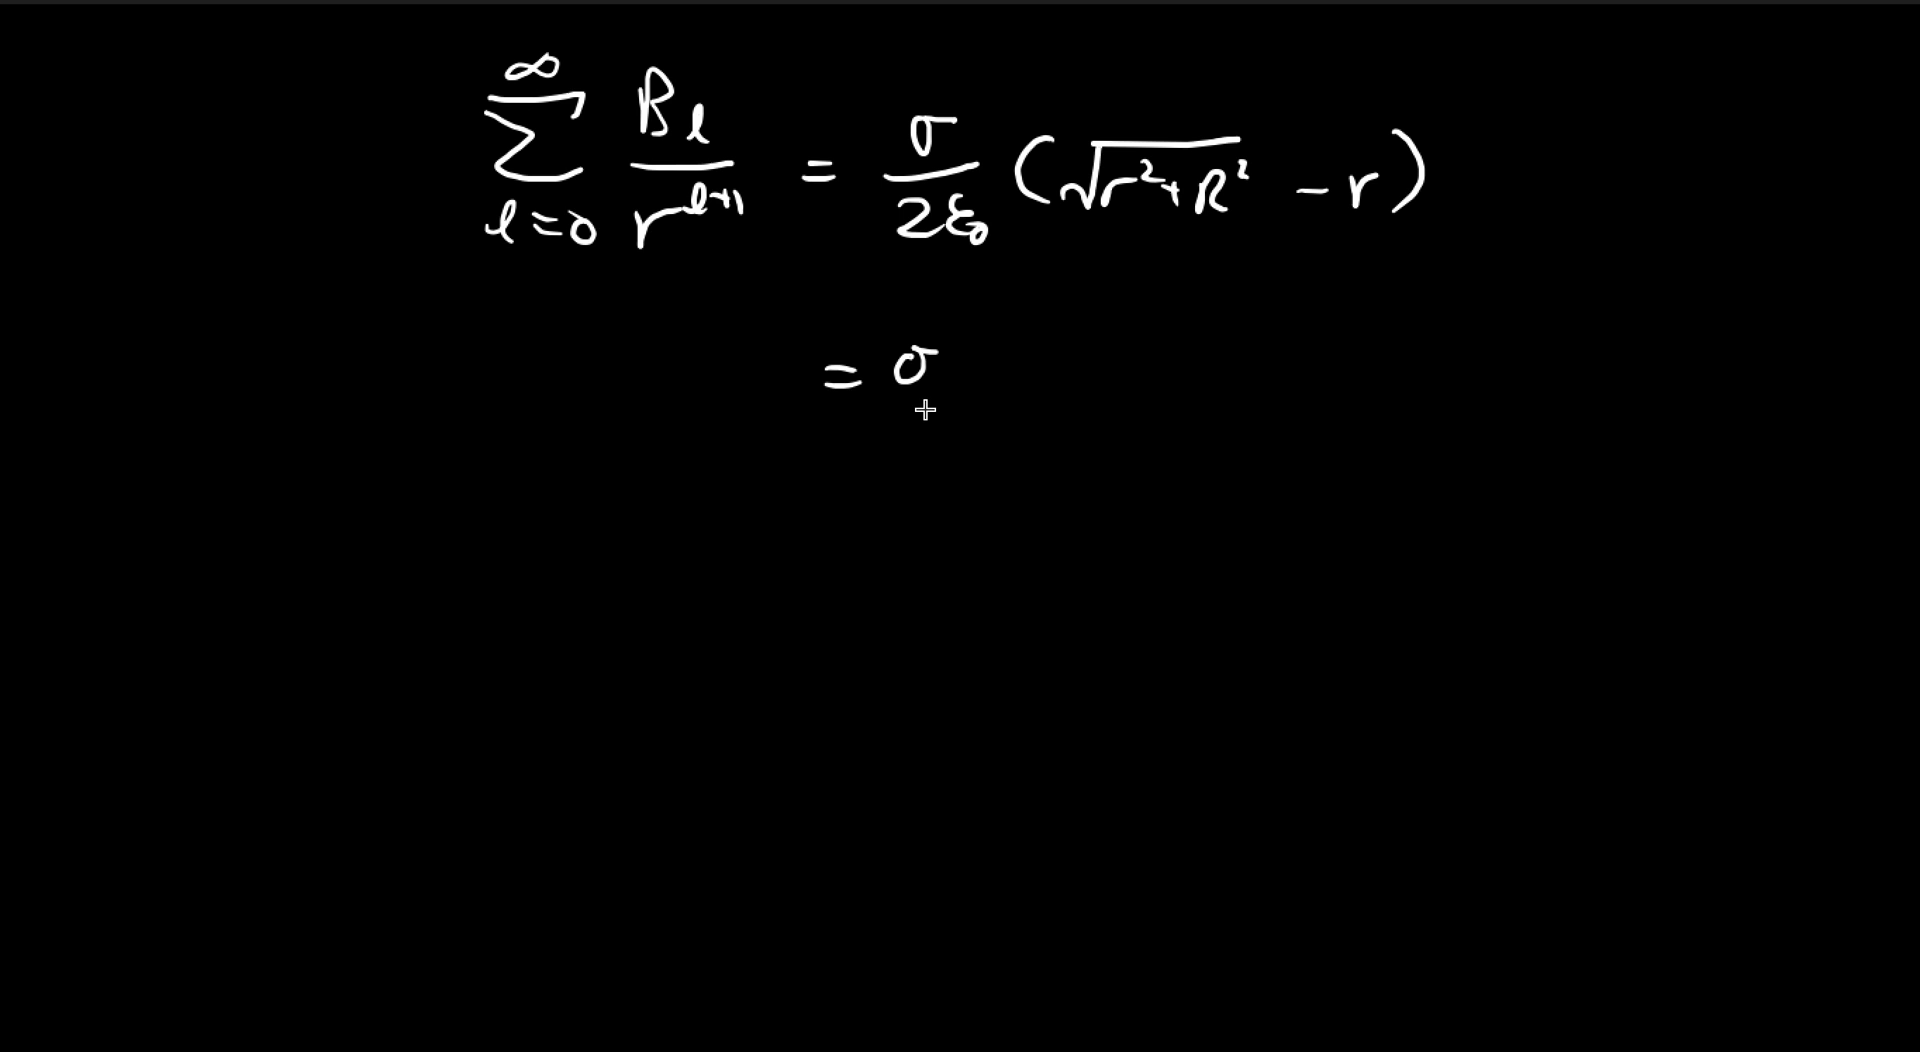 ∑_{l=0}^{∞} B_l / r^{l+1} = σ / 2ε₀ (√(r² + R²) − r)
= σ